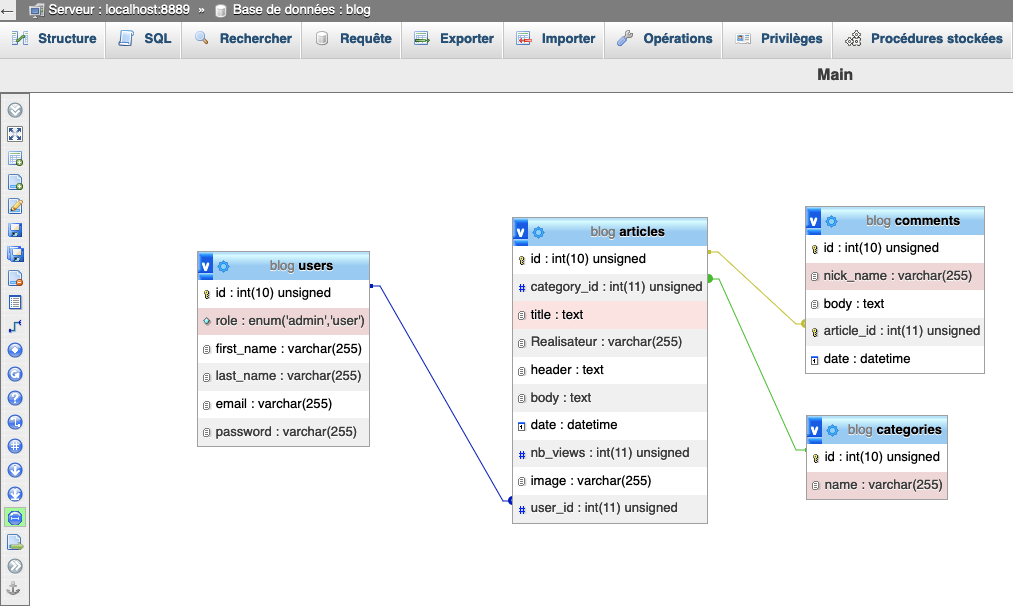 Serveur : localhost:8889 » Base de données : blog
Structure SQL Rechercher Requête Exporter Importer Opérations Privilèges Procédures stockées
Main
v blog users
id : int(10) unsigned
role : enum('admin','user')
first_name : varchar(255)
last_name : varchar(255)
email : varchar(255)
password : varchar(255)
v blog articles
id : int(10) unsigned
# category_id : int(11) unsigned
title : text
Realisateur : varchar(255)
header : text
body : text
date : datetime
# nb_views : int(11) unsigned
image : varchar(255)
# user_id : int(11) unsigned
v blog comments
id : int(10) unsigned
nick_name : varchar(255)
body : text
article_id : int(11) unsigned
date : datetime
v blog categories
id : int(10) unsigned
name : varchar(255)